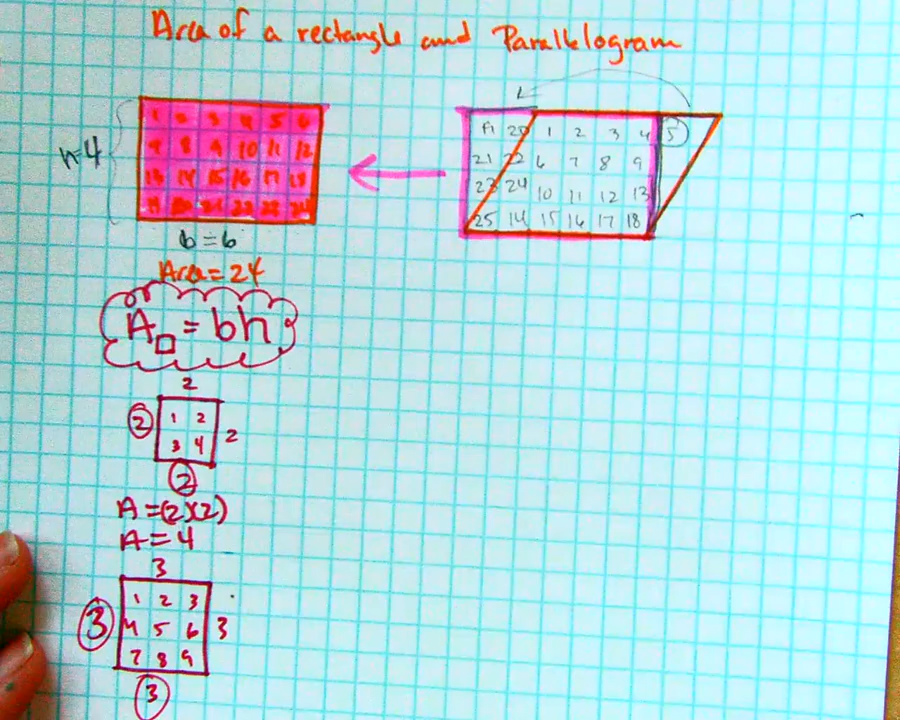 Area of a rectangle and Parallelogram
1 2 3 4 5 6
7 8 9 10 11 12
13 14 15 16 17 18
19 20 21 22 23 24
h=4
b=6
Area=24
20 1 2 3 4 5
21 22 6 7 8 9
23 24 10 11 12 13
25 14 15 16 17 18
A□=bh
2
2
1 2
3 4
2
2
A=(2)(2)
A=4
3
3
1 2 3
4 5 6
7 8 9
3
3